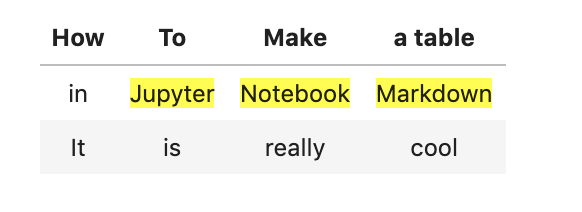 How To Make a table
in Jupyter Notebook Markdown
It is really cool